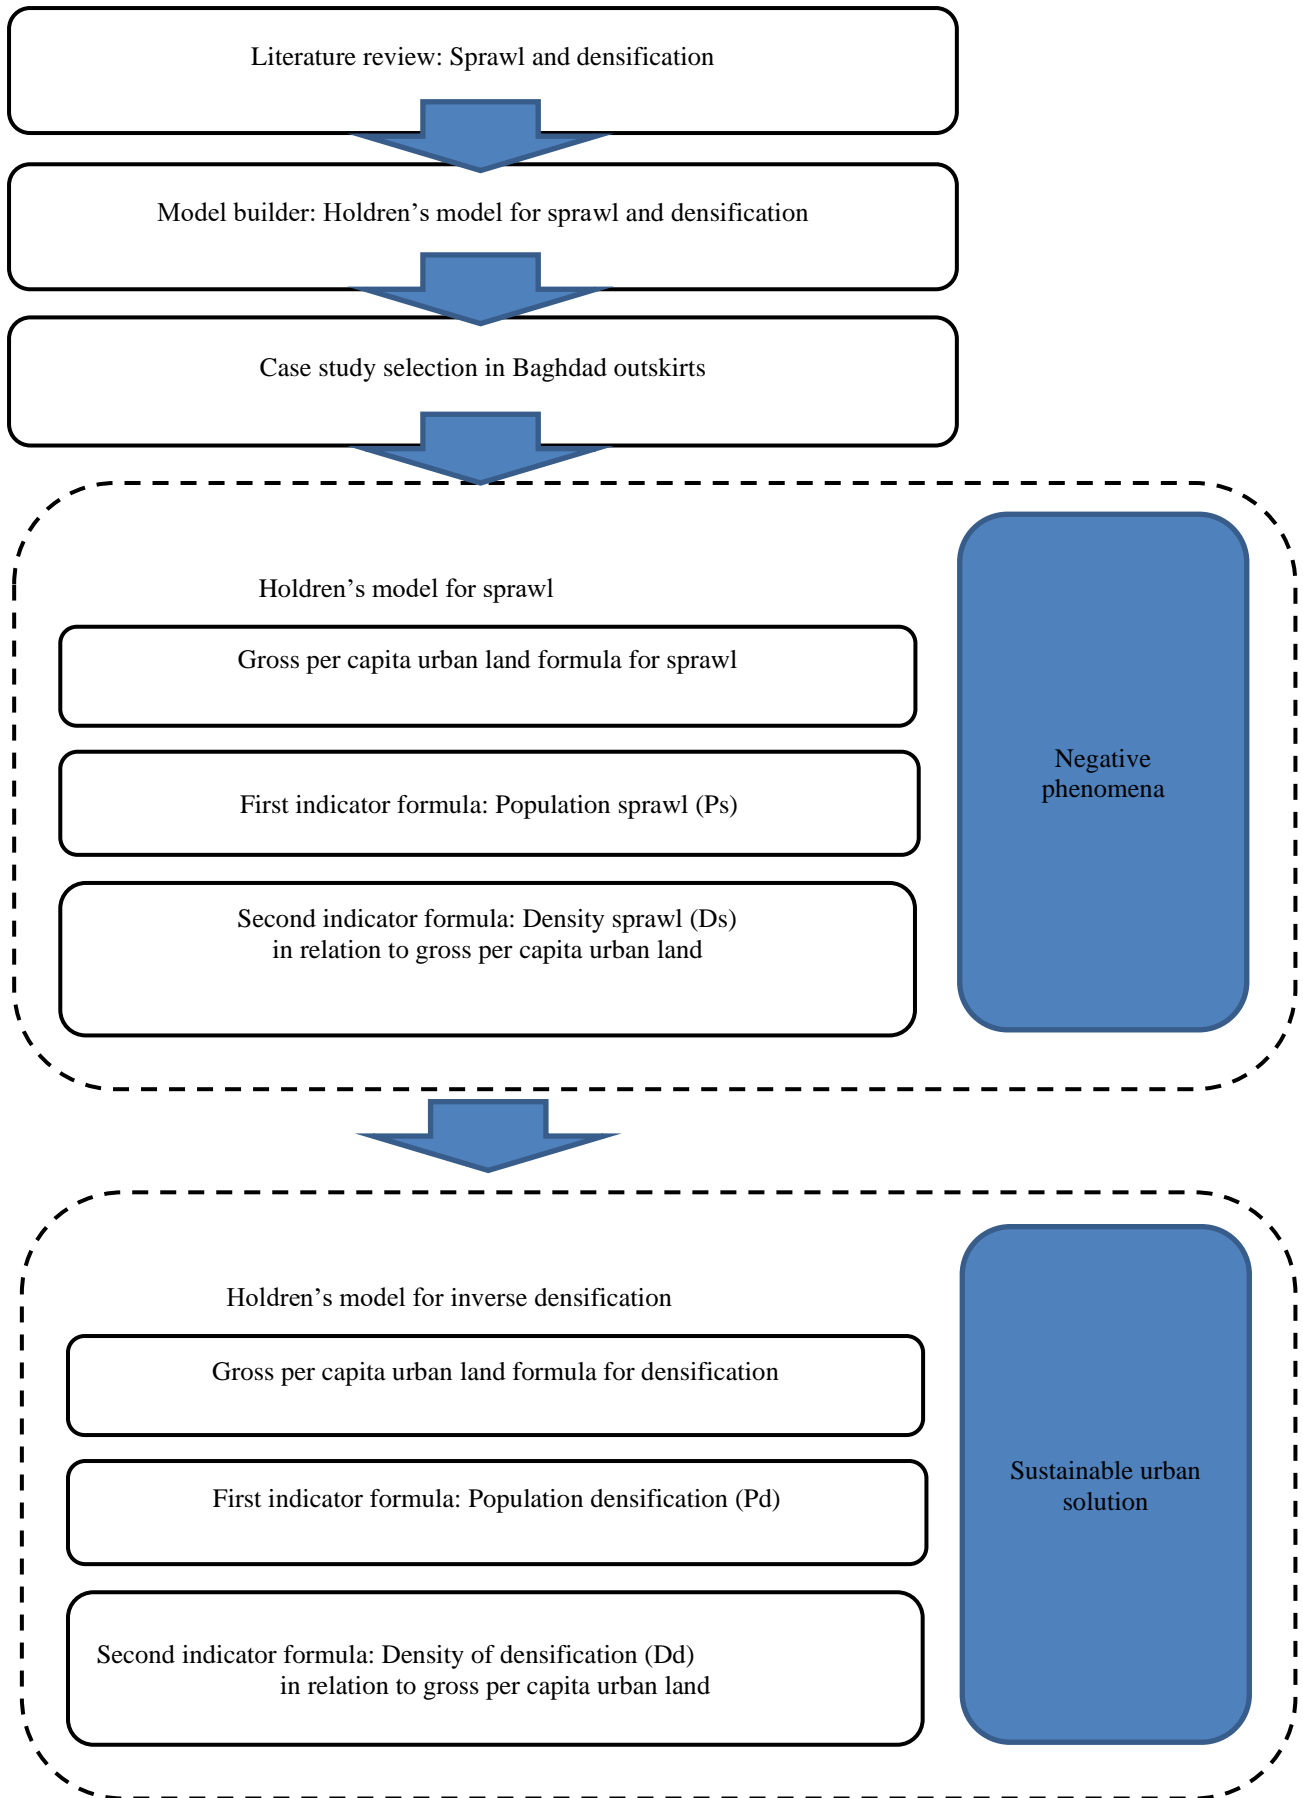 Literature review: Sprawl and densification
Model builder: Holdren’s model for sprawl and densification
Case study selection in Baghdad outskirts
Holdren’s model for sprawl
Gross per capita urban land formula for sprawl
First indicator formula: Population sprawl (Ps)
Second indicator formula: Density sprawl (Ds)
in relation to gross per capita urban land
Negative
phenomena
Holdren’s model for inverse densification
Gross per capita urban land formula for densification
First indicator formula: Population densification (Pd)
Second indicator formula: Density of densification (Dd)
in relation to gross per capita urban land
Sustainable urban
solution